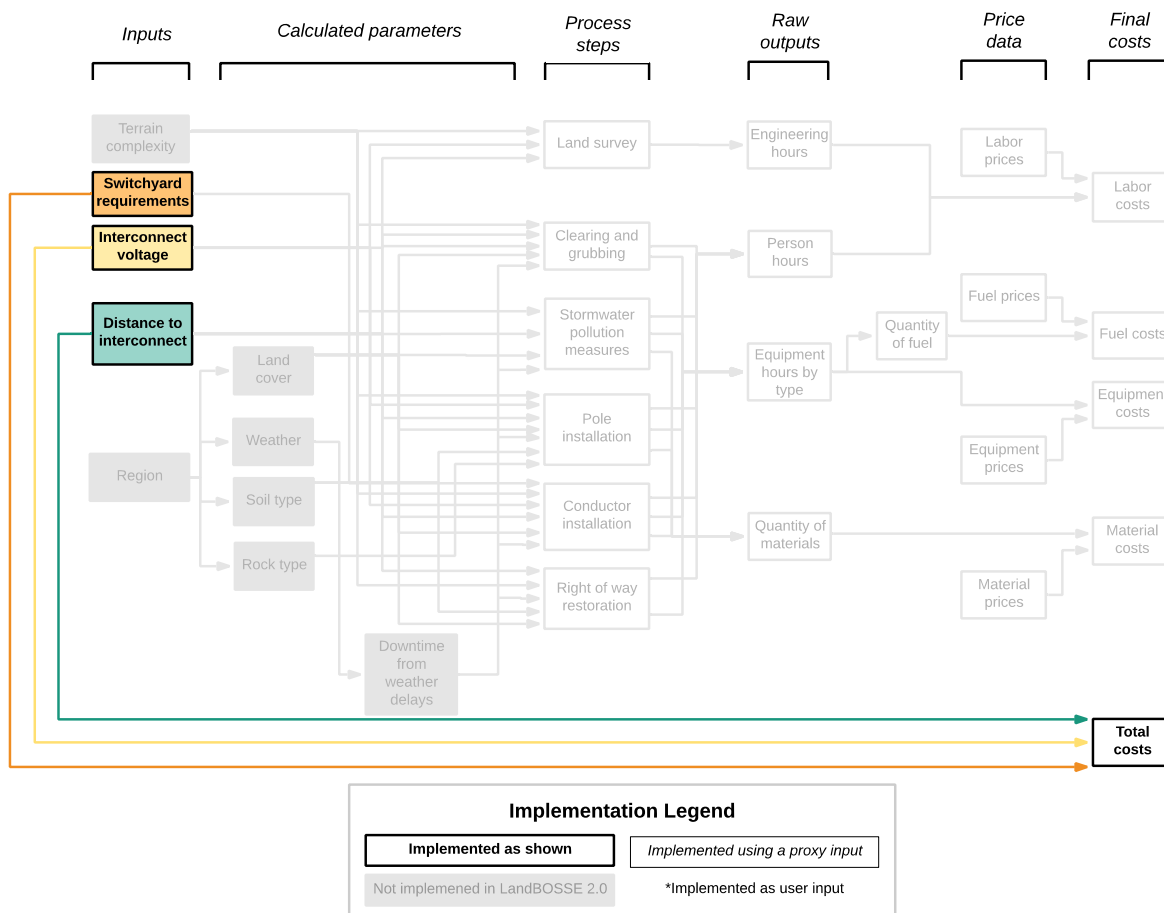 Inputs
Calculated parameters
Process
steps
Raw
outputs
Price
data
Final
costs
Terrain
complexity
Switchyard
requirements
Interconnect
voltage
Distance to
interconnect
Region
Land
cover
Weather
Soil type
Rock type
Downtime
from
weather
delays
Land survey
Clearing and
grubbing
Stormwater
pollution
measures
Pole
installation
Conductor
installation
Right of way
restoration
Engineering
hours
Person
hours
Equipment
hours by
type
Quantity of
materials
Quantity
of fuel
Labor
prices
Fuel prices
Equipment
prices
Material
prices
Labor
costs
Fuel costs
Equipmen
costs
Material
costs
Total
costs
Implementation Legend
Implemented as shown
Implemented using a proxy input
Not implemened in LandBOSSE 2.0
*Implemented as user input